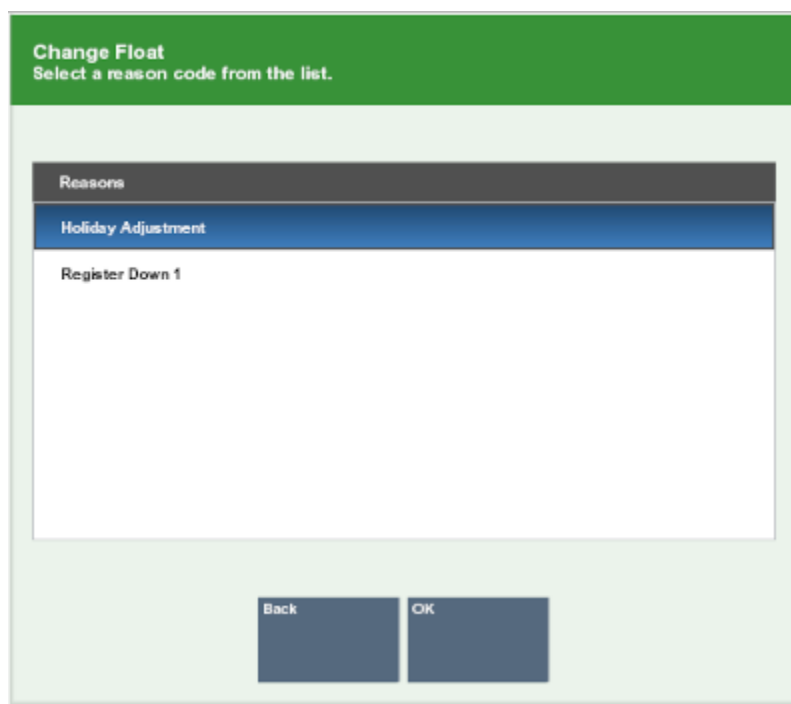 Change Float
Select a reason code from the list.
Reasons
Holiday Adjustment
Register Down 1
Back
OK